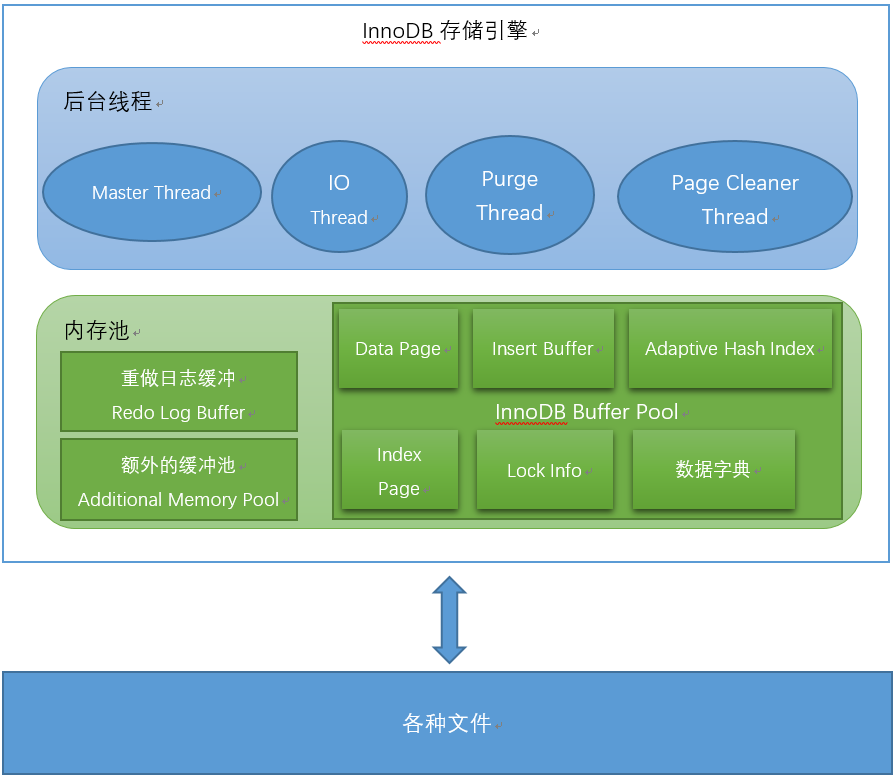 InnoDB 存储引擎
后台线程
Master Thread
IO
Thread
Purge
Thread
Page Cleaner
Thread
内存池
重做日志缓冲
Redo Log Buffer
额外的缓冲池
Additional Memory Pool
Data Page
Insert Buffer
Adaptive Hash Index
InnoDB Buffer Pool
Index
Page
Lock Info
数据字典
各种文件